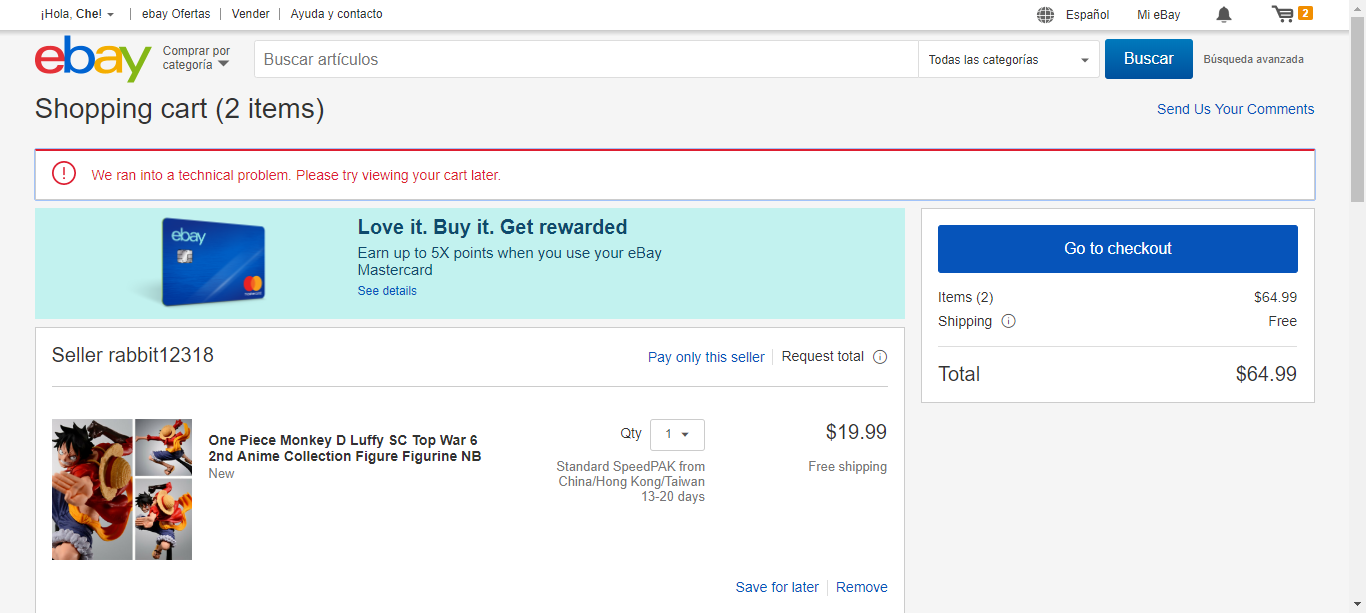 ¡Hola, Che!
ebay Ofertas
Vender
Ayuda y contacto
Español
Mi eBay
2
ebay
Comprar por
categoría
Buscar artículos
Todas las categorías
Buscar
Búsqueda avanzada
Shopping cart (2 items)
Send Us Your Comments
We ran into a technical problem. Please try viewing your cart later.
ebay
Love it. Buy it. Get rewarded
Earn up to 5X points when you use your eBay
Mastercard
See details
Go to checkout
Items (2) $64.99
Shipping Free
Total $64.99
Seller rabbit12318
Pay only this seller
Request total
One Piece Monkey D Luffy SC Top War 6
2nd Anime Collection Figure Figurine NB
New
Qty 1
Standard SpeedPAK from
China/Hong Kong/Taiwan
13-20 days
$19.99
Free shipping
Save for later
Remove